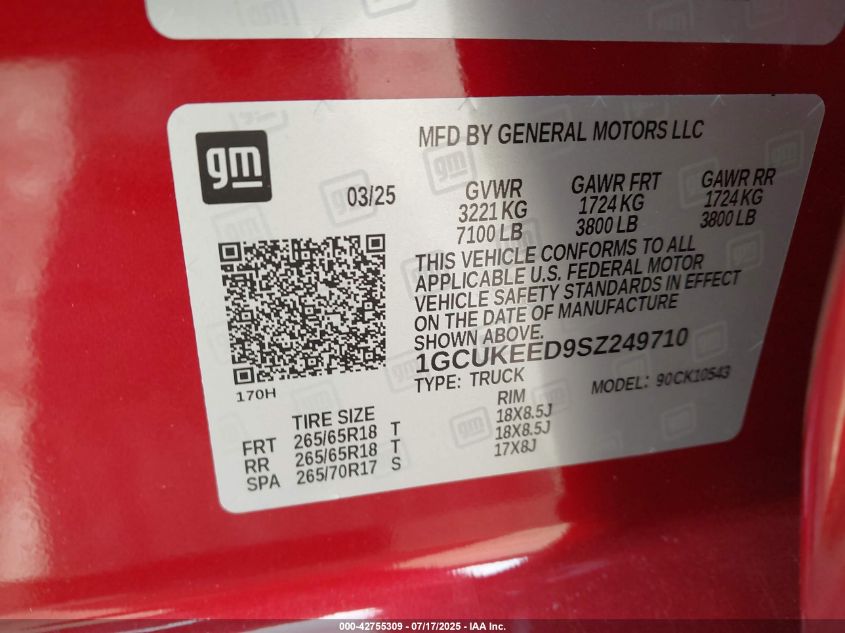 gm
MFD BY GENERAL MOTORS LLC
03/25
GVWR
3221 KG
7100 LB
GAWR FRT
1724 KG
3800 LB
GAWR RR
1724 KG
3800 LB
THIS VEHICLE CONFORMS TO ALL
APPLICABLE U.S. FEDERAL MOTOR
VEHICLE SAFETY STANDARDS IN EFFECT
ON THE DATE OF MANUFACTURE
SHOWN ABOVE.
1GCUKEED9SZ249710
TYPE: TRUCK
MODEL: 90CK10543
170H
TIRE SIZE
RIM
FRT 265/65R18 T 18X8.5J
RR 265/65R18 T 18X8.5J
SPA 265/70R17 S 17X8J
000-42755309 / 07/17/2025 - IAA Inc.